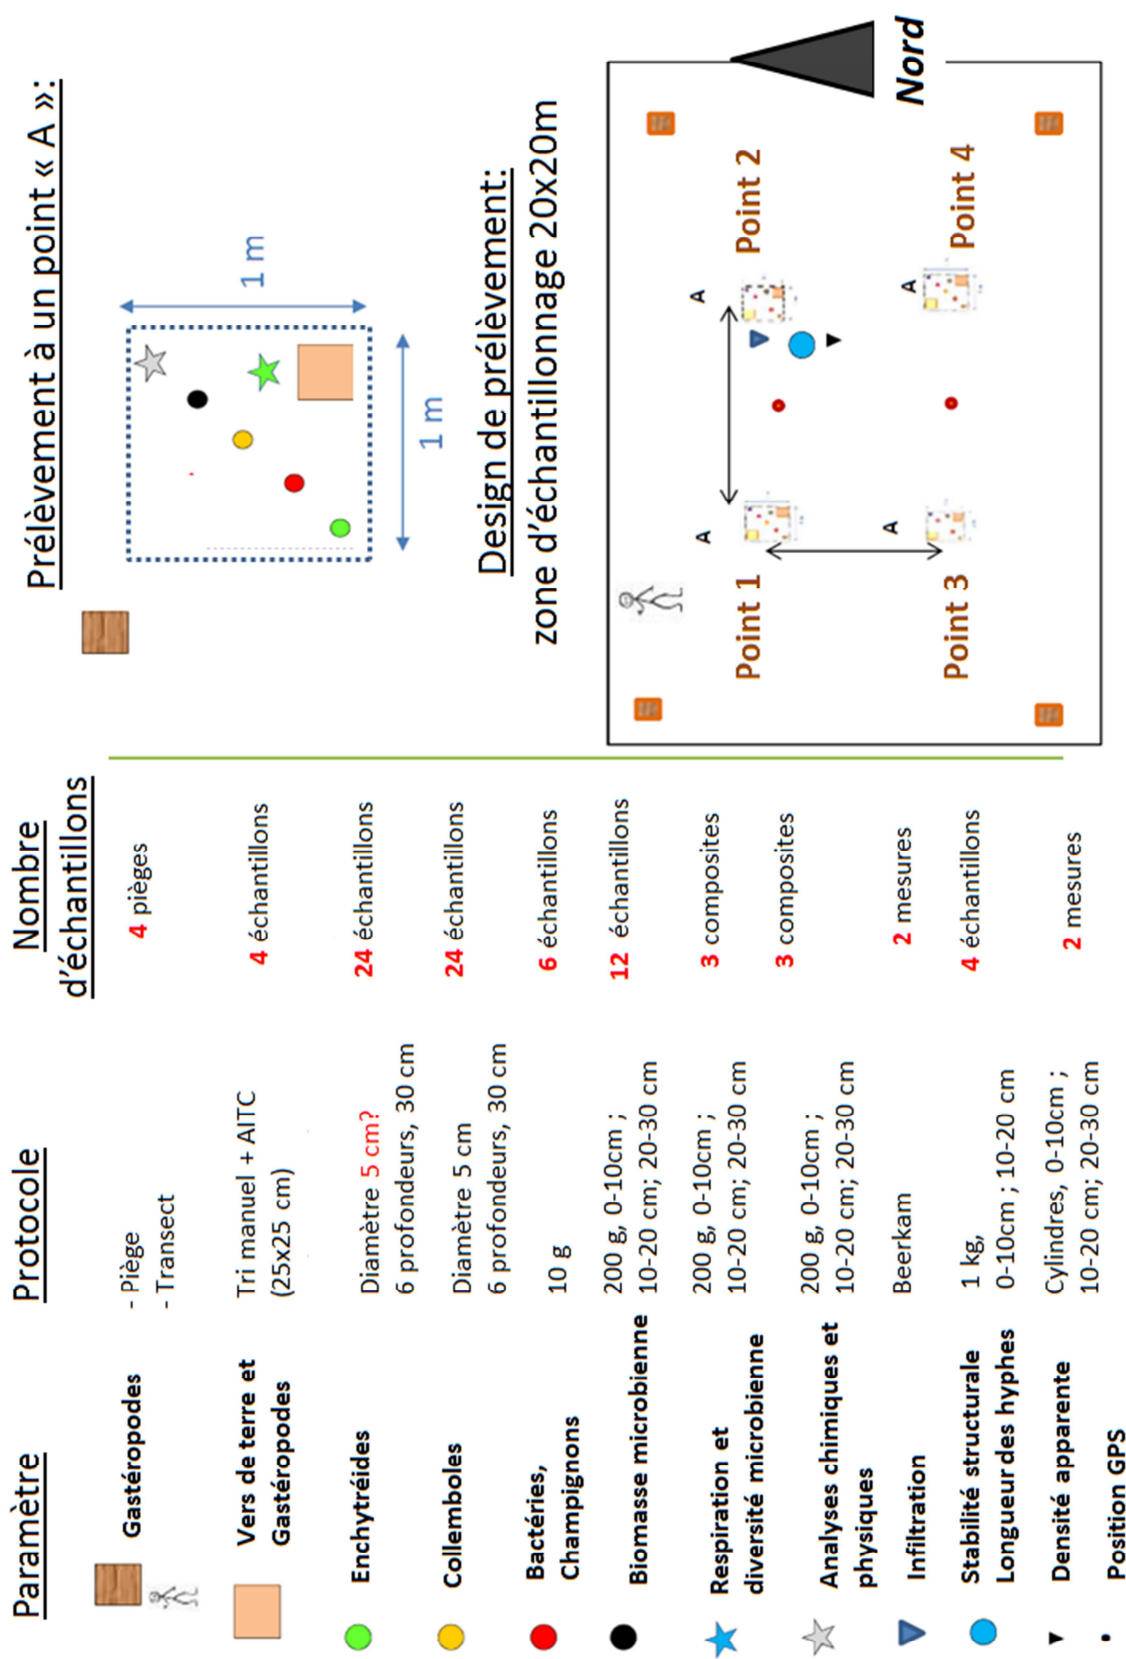 Paramètre
Protocole
Nombre
d’échantillons
Gastéropodes
- Piège
- Transect
4 pièges
Vers de terre et
Gastéropodes
Tri manuel + AITC
(25x25 cm)
4 échantillons
Enchytréides
Diamètre 5 cm?
6 profondeurs, 30 cm
24 échantillons
Collemboles
Diamètre 5 cm
6 profondeurs, 30 cm
24 échantillons
Bactéries,
Champignons
10 g
6 échantillons
Biomasse microbienne
200 g, 0-10cm ;
10-20 cm; 20-30 cm
12 échantillons
Respiration et
diversité microbienne
200 g, 0-10cm ;
10-20 cm; 20-30 cm
3 composites
Analyses chimiques et
physiques
200 g, 0-10cm ;
10-20 cm; 20-30 cm
3 composites
Infiltration
Beerkam
2 mesures
Stabilité structurale
Longueur des hyphes
1 kg,
0-10cm ; 10-20 cm
4 échantillons
Densité apparente
Cylindres, 0-10cm ;
10-20 cm; 20-30 cm
2 mesures
Position GPS
Prélèvement à un point « A »:
1 m
1 m
Design de prélèvement:
zone d’échantillonnage 20x20m
A
A
Point 1
Point 2
A
A
Point 3
Point 4
Nord